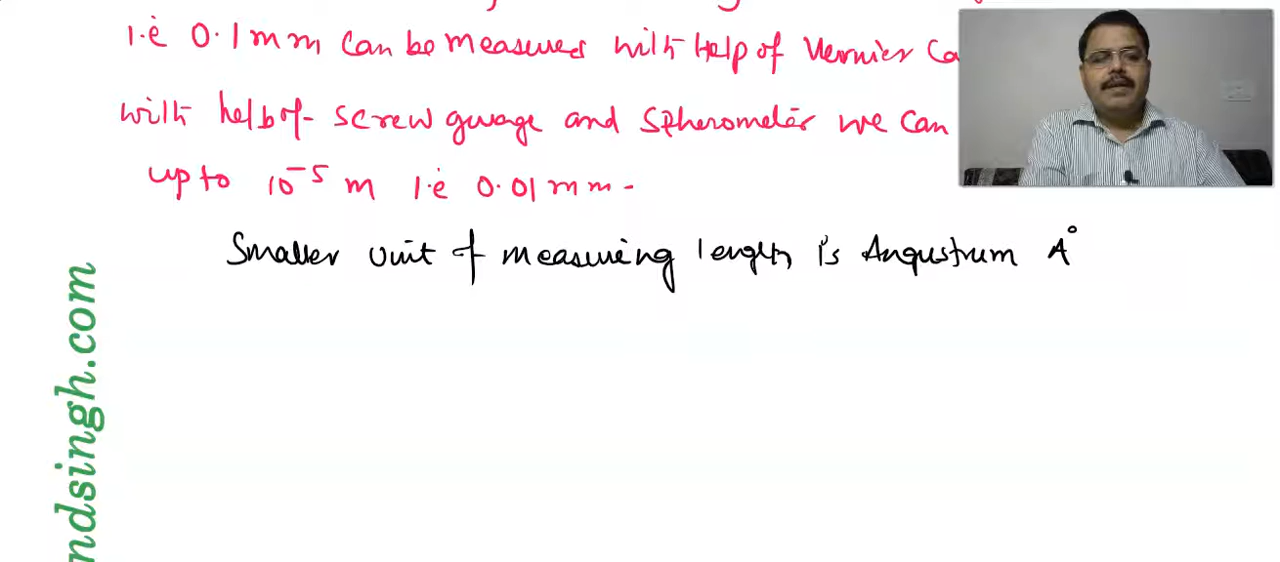 i.e 0.1mm can be measured with help of Vernier Ca
with help of screw guage and spherometer we can
up to 10⁻⁵ m i.e 0.01mm -
Smaller unit of measuring length is Angustrum A°
ndsingh.com